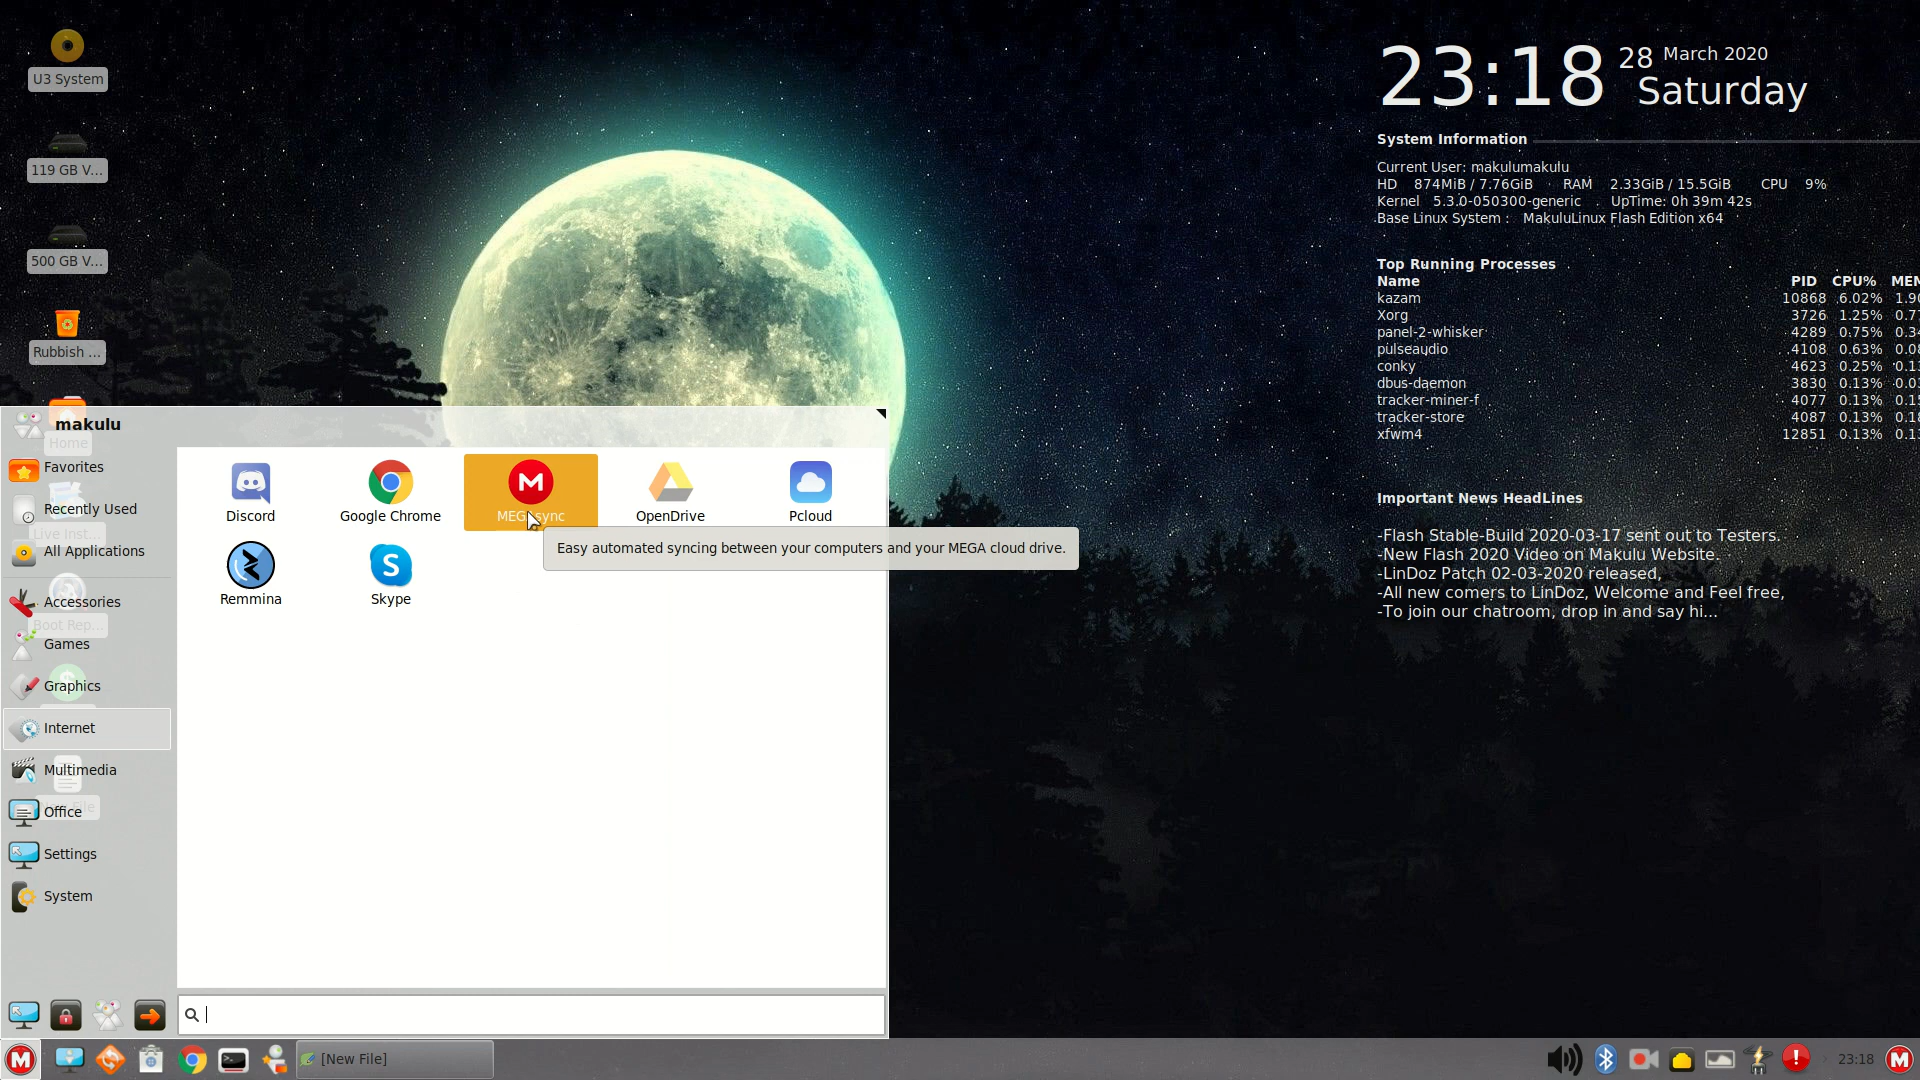 U3 System
119 GB V...
500 GB V...
Rubbish ...
Home
Live Inst...
Boot Rep...
23:18
28 March 2020
Saturday
System Information
Current User: makulumakulu
HD 874MiB / 7.76GiB RAM 2.33GiB / 15.5GiB CPU 9%
Kernel 5.3.0-050300-generic UpTime: 0h 39m 42s
Base Linux System : MakuluLinux Flash Edition x64
Top Running Processes
Name PID CPU%
kazam 10868 6.02%
Xorg 3726 1.25%
panel-2-whisker 4289 0.75%
pulseaudio 4108 0.63%
conky 4623 0.25%
dbus-daemon 3830 0.13%
tracker-miner-f 4077 0.13%
tracker-store 4087 0.13%
xfwm4 12851 0.13%
Important News HeadLines
-Flash Stable-Build 2020-03-17 sent out to Testers.
-New Flash 2020 Video on Makulu Website.
-LinDoz Patch 02-03-2020 released,
-All new comers to LinDoz, Welcome and Feel free,
-To join our chatroom, drop in and say hi...
makulu
Favorites
Recently Used
All Applications
Accessories
Games
Graphics
Internet
Multimedia
Office
Settings
System
Discord
Google Chrome
MEGAsync
OpenDrive
Pcloud
Easy automated syncing between your computers and your MEGA cloud drive.
Remmina
Skype
[New File]
23:18